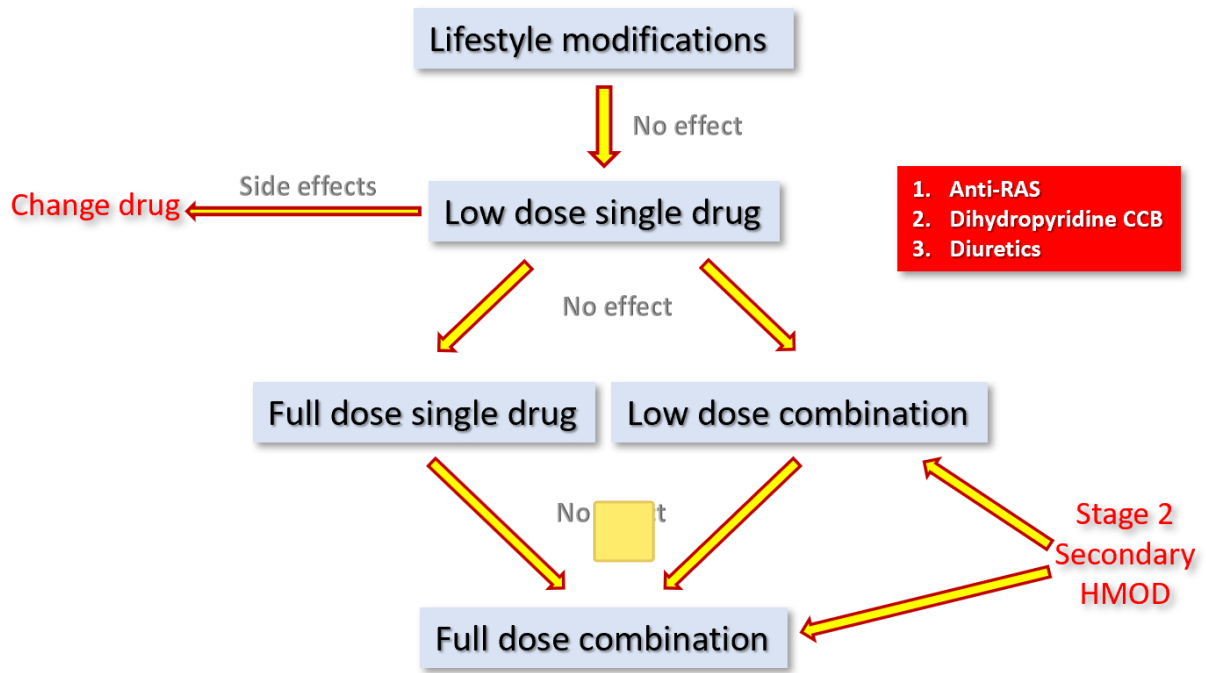 Lifestyle modifications
No effect
Side effects
Change drug
Low dose single drug
1. Anti-RAS
2. Dihydropyridine CCB
3. Diuretics
No effect
Full dose single drug
Low dose combination
No
Stage 2
Secondary
HMOD
Full dose combination